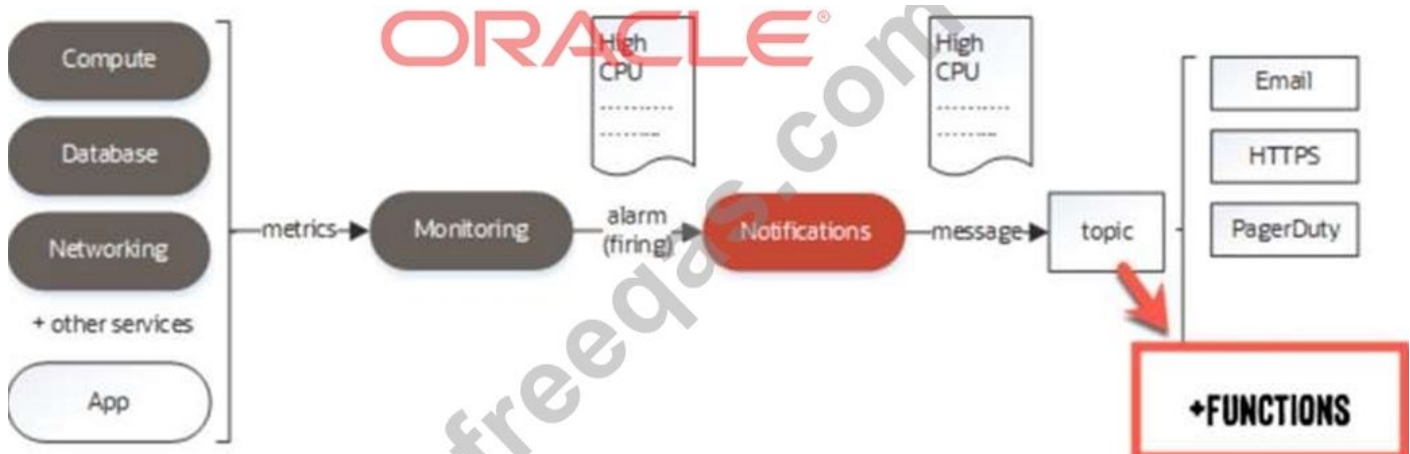 ORACLE®
Compute
Database
Networking
+ other services
App
metrics
Monitoring
High
CPU
alarm
(firing)
Notifications
High
CPU
message
topic
Email
HTTPS
PagerDuty
+FUNCTIONS
freeqas.com